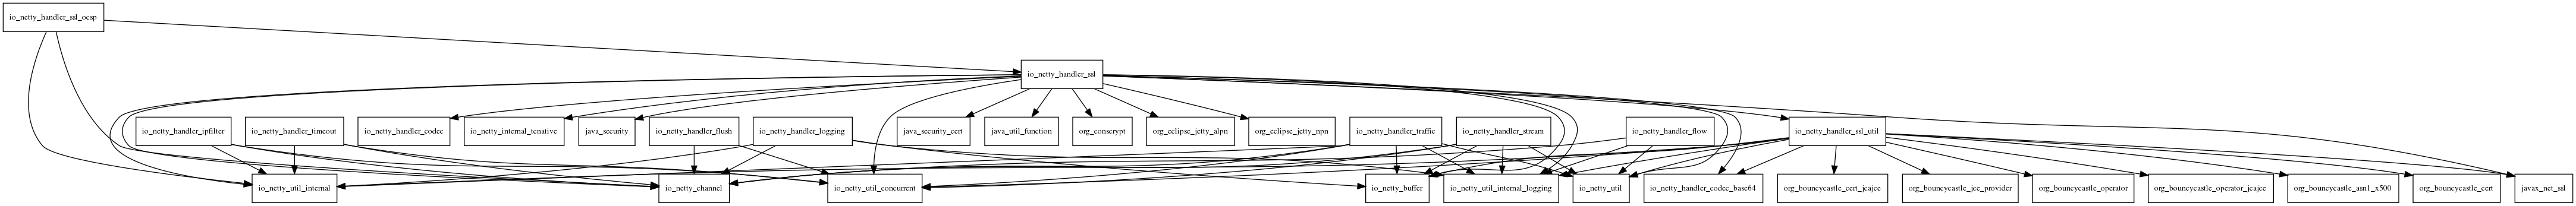 io_netty_handler_ssl_ocsp
io_netty_handler_ssl
io_netty_handler_ipfilter
io_netty_handler_timeout
io_netty_handler_codec
io_netty_internal_tcnative
java_security
io_netty_handler_flush
io_netty_handler_logging
java_security_cert
java_util_function
org_conscrypt
org_eclipse_jetty_alpn
org_eclipse_jetty_npn
io_netty_handler_traffic
io_netty_handler_stream
io_netty_handler_flow
io_netty_handler_ssl_util
io_netty_util_internal
io_netty_channel
io_netty_util_concurrent
io_netty_buffer
io_netty_util_internal_logging
io_netty_util
io_netty_handler_codec_base64
org_bouncycastle_cert_jcajce
org_bouncycastle_jce_provider
org_bouncycastle_operator
org_bouncycastle_operator_jcajce
org_bouncycastle_asn1_x500
org_bouncycastle_cert
javax_net_ssl